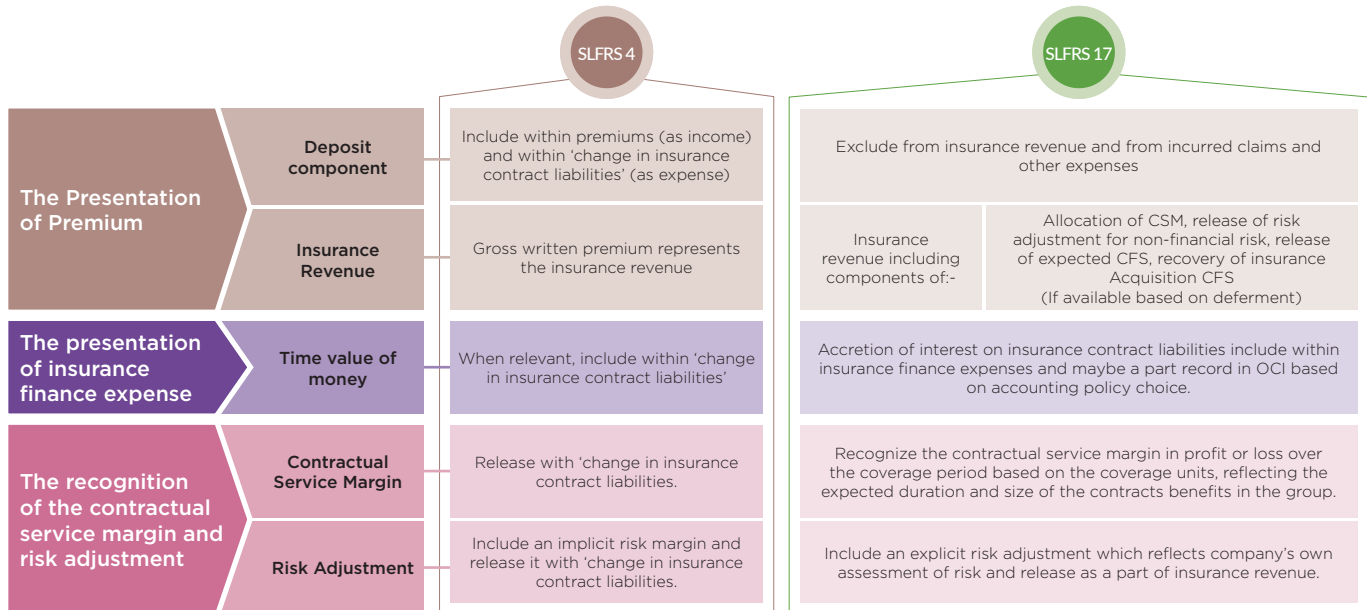 SLFRS 4
SLFRS 17
The Presentation
of Premium
Deposit
component
Include within premiums (as income)
and within ‘change in insurance
contract liabilities’ (as expense)
Exclude from insurance revenue and from incurred claims and
other expenses
Insurance
Revenue
Gross written premium represents
the insurance revenue
Insurance
revenue including
components of:-
Allocation of CSM, release of risk
adjustment for non-financial risk, release
of expected CFS, recovery of insurance
Acquisition CFS
(If available based on deferment)
The presentation
of insurance
finance expense
Time value of
money
When relevant, include within ‘change
in insurance contract liabilities’
Accretion of interest on insurance contract liabilities include within
insurance finance expenses and maybe a part record in OCI based
on accounting policy choice.
The recognition
of the contractual
service margin and
risk adjustment
Contractual
Service Margin
Release with ‘change in insurance
contract liabilities.
Recognize the contractual service margin in profit or loss over
the coverage period based on the coverage units, reflecting the
expected duration and size of the contracts benefits in the group.
Risk Adjustment
Include an implicit risk margin and
release it with ‘change in insurance
contract liabilities.
Include an explicit risk adjustment which reflects company’s own
assessment of risk and release as a part of insurance revenue.